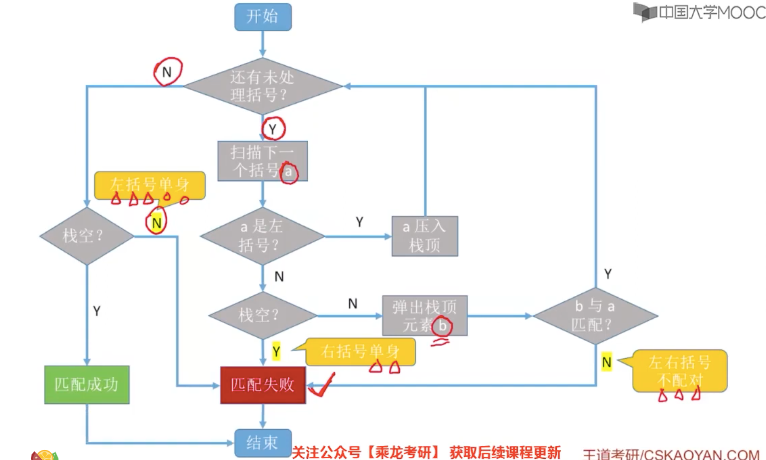 中国大学MOOC
开始
还有未处
理括号？
N
Y
扫描下一
个括号a
左括号单身
N
栈空？
a 是左
括号？
Y
a 压入
栈顶
N
Y
Y
栈空？
N
弹出栈顶
元素 b
b 与 a
匹配？
Y
右括号单身
N
左右括号
不配对
匹配成功
匹配失败
结束
关注公众号【乘龙考研】 获取后续课程更新
王道考研/CSKAOYAN.COM